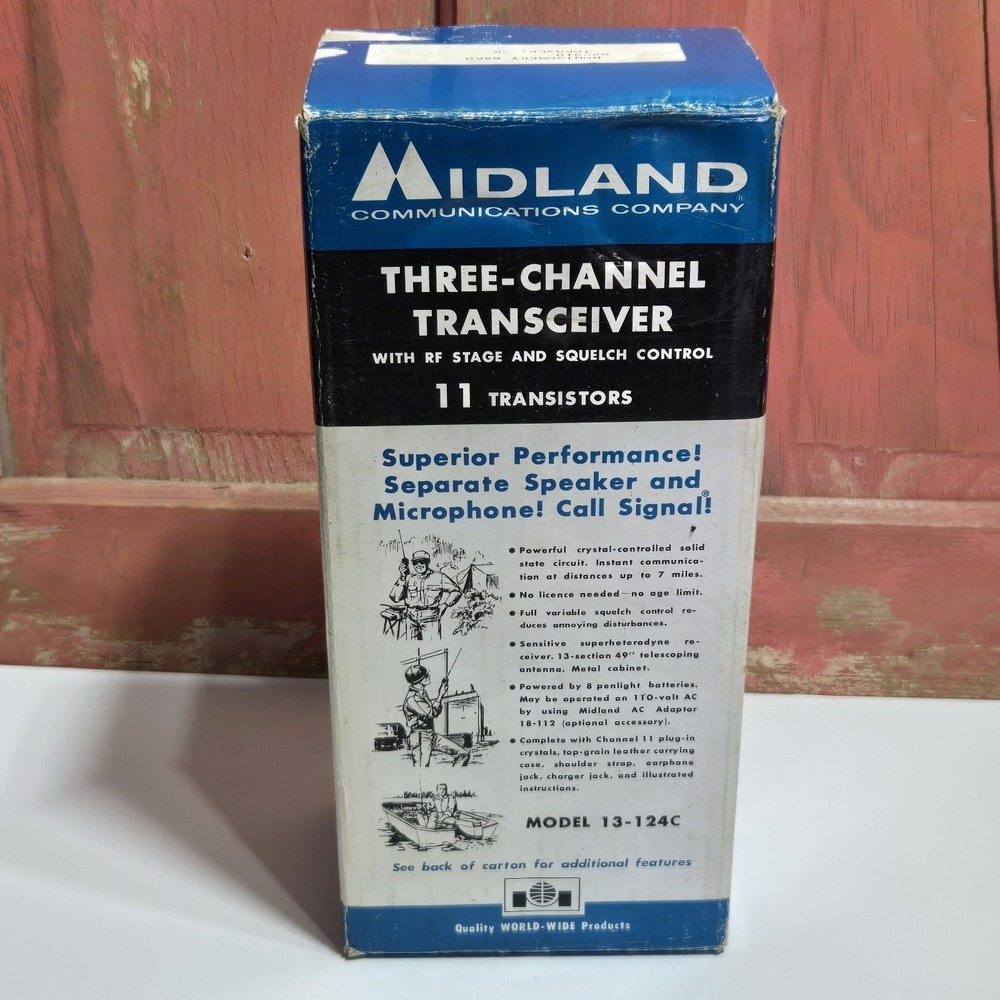 MONTGOMERY WARD
MIDLAND
COMMUNICATIONS COMPANY®
THREE-CHANNEL
TRANSCEIVER
WITH RF STAGE AND SQUELCH CONTROL
11 TRANSISTORS
Superior Performance!
Separate Speaker and
Microphone! Call Signal!®
• Powerful crystal-controlled solid
state circuit. Instant communica-
tion at distances up to 7 miles.
• No licence needed—no age limit.
• Full variable squelch control re-
duces annoying disturbances.
• Sensitive superheterodyne re-
ceiver. 13-section 49" telescoping
antenna. Metal cabinet.
• Powered by 8 penlight batteries.
May be operated on 110-volt AC
by using Midland AC Adaptor
18-112 (optional accessory).
• Complete with Channel 11 plug-in
crystals, top-grain leather carrying
case, shoulder strap, earphone
jack, charger jack, and illustrated
instructions.
MODEL 13-124C
See back of carton for additional features
Quality WORLD-WIDE Products